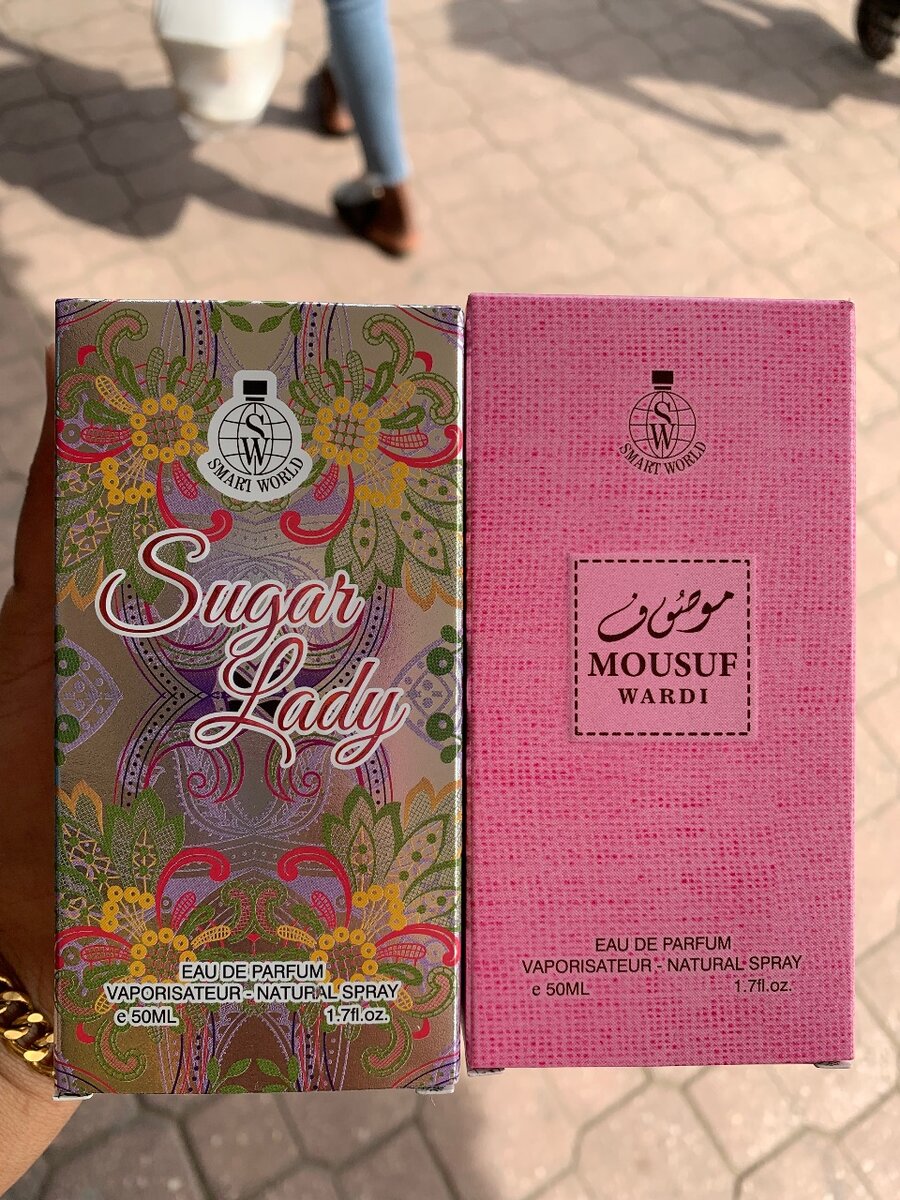 SW
SMART WORLD
Sugar
Lady
EAU DE PARFUM
VAPORISATEUR - NATURAL SPRAY
e 50ML 1.7fl.oz.
SW
SMART WORLD
موصوف
MOUSUF
WARDI
EAU DE PARFUM
VAPORISATEUR - NATURAL SPRAY
e 50ML 1.7fl.oz.